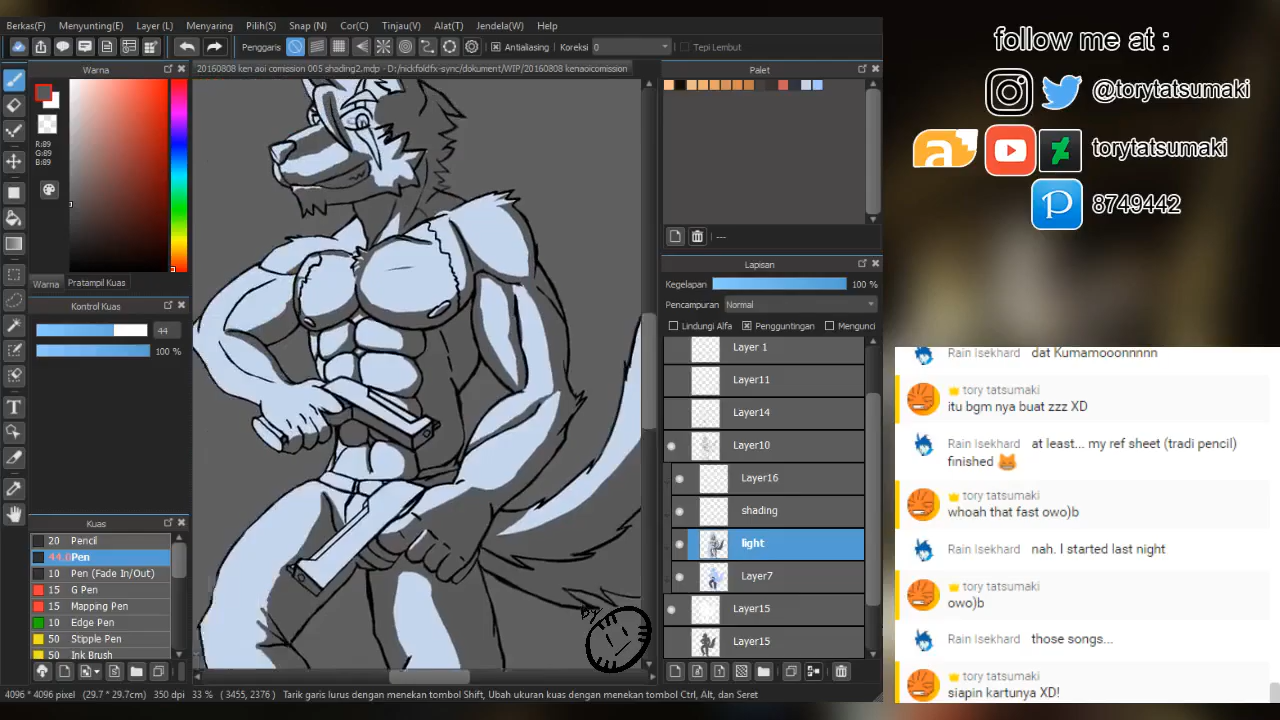 Berkas(F) Menyunting(E) Layer (L) Menyaring Pilih(S) Snap (N) Cor(C) Tinjau(V) Alat(T) Jendela(W) Help
Penggaris Antialiasing Koreksi 0 Tepi Lembut
Warna
20160808 ken aoi comission 005 shading2.mdp - D:/nickfoldfx-sync/dokument/WIP/20160808 kenaoicomission
Palet
R:89
G:89
B:89
Warna Pratampil Kuas
Kontrol Kuas
44
100 %
Kuas
20 Pencil
44.0 Pen
10 Pen (Fade In/Out)
15 G Pen
15 Mapping Pen
10 Edge Pen
50 Stipple Pen
50 Ink Brush
---
Lapisan
Kegelapan 100 %
Pencampuran Normal
Lindungi Alfa Pengguntingan Mengunci
Layer 1
Layer11
Layer14
Layer10
Layer16
shading
light
Layer7
Layer15
Layer15
4096 * 4096 pixel (29.7 * 29.7cm) 350 dpi 33 % ( 3455, 2376 ) Tarik garis lurus dengan menekan tombol Shift, Ubah ukuran kuas dengan menekan tombol Ctrl, Alt, dan Seret
follow me at :
@torytatsumaki
torytatsumaki
8749442
Rain Isekhard dat Kumamooonnnnn
tory tatsumaki
itu bgm nya buat zzz XD
Rain Isekhard at least... my ref sheet (tradi pencil)
finished
tory tatsumaki
whoah that fast owo)b
Rain Isekhard nah. I started last night
tory tatsumaki
owo)b
Rain Isekhard those songs...
tory tatsumaki
siapin kartunya XD!